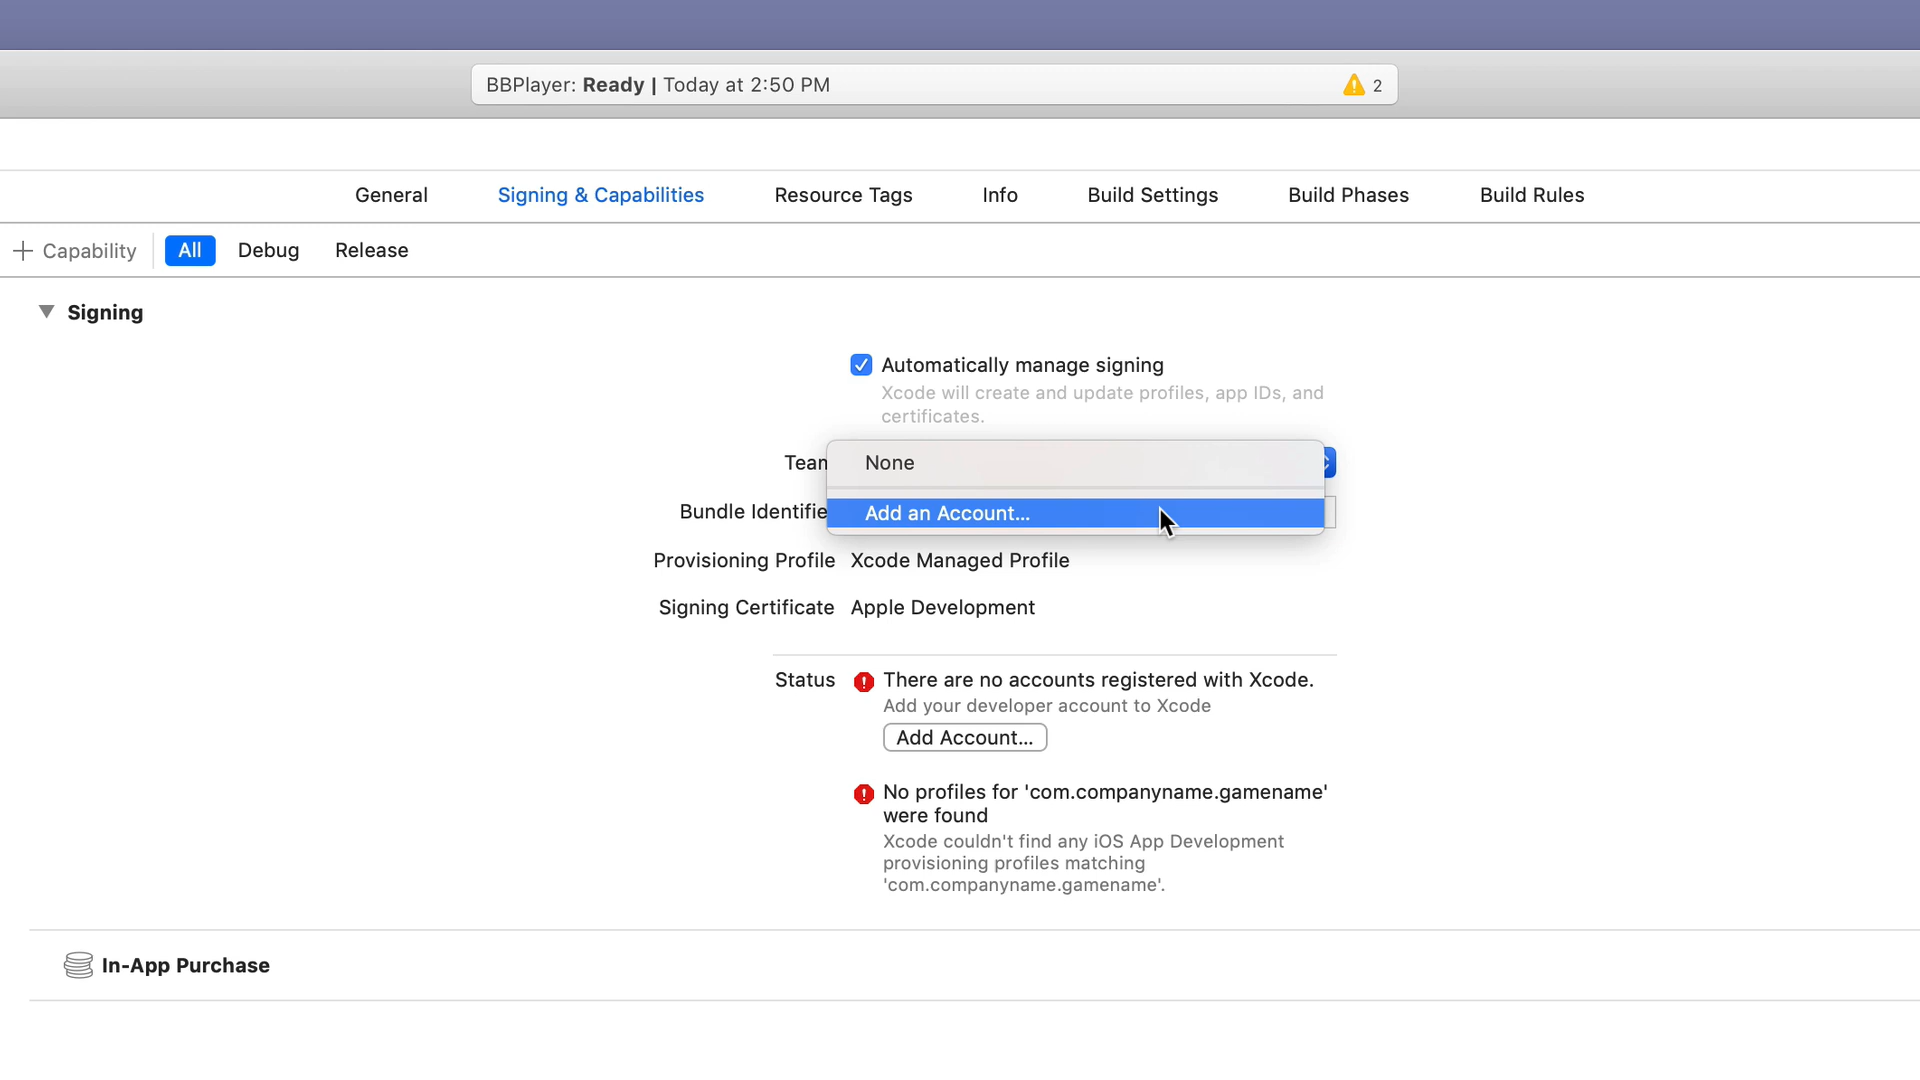 BBPlayer: Ready | Today at 2:50 PM 2
General Signing & Capabilities Resource Tags Info Build Settings Build Phases Build Rules
Capability All Debug Release
Signing
Automatically manage signing
Xcode will create and update profiles, app IDs, and
certificates.
Team None
Bundle Identifie Add an Account...
Provisioning Profile Xcode Managed Profile
Signing Certificate Apple Development
Status There are no accounts registered with Xcode.
Add your developer account to Xcode
Add Account...
No profiles for 'com.companyname.gamename'
were found
Xcode couldn't find any iOS App Development
provisioning profiles matching
'com.companyname.gamename'.
In-App Purchase